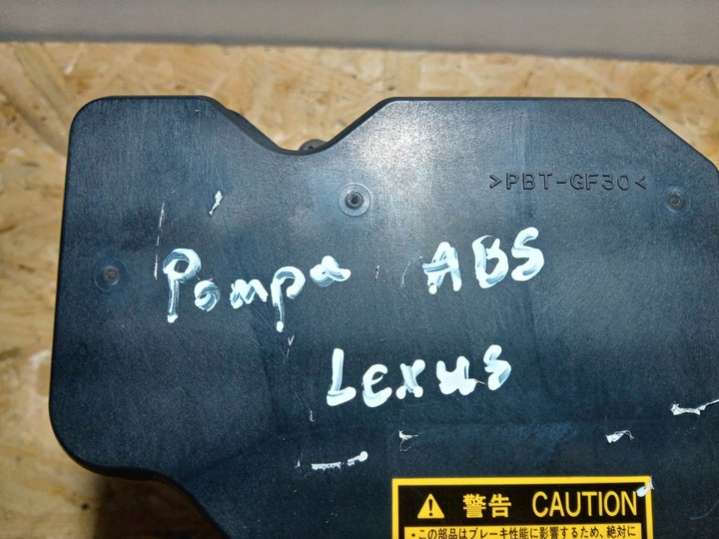 >PBT-GF30<
Pompa ABS
Lexus
警告 CAUTION
・この部品はブレーキ性能に影響するため、絶対に